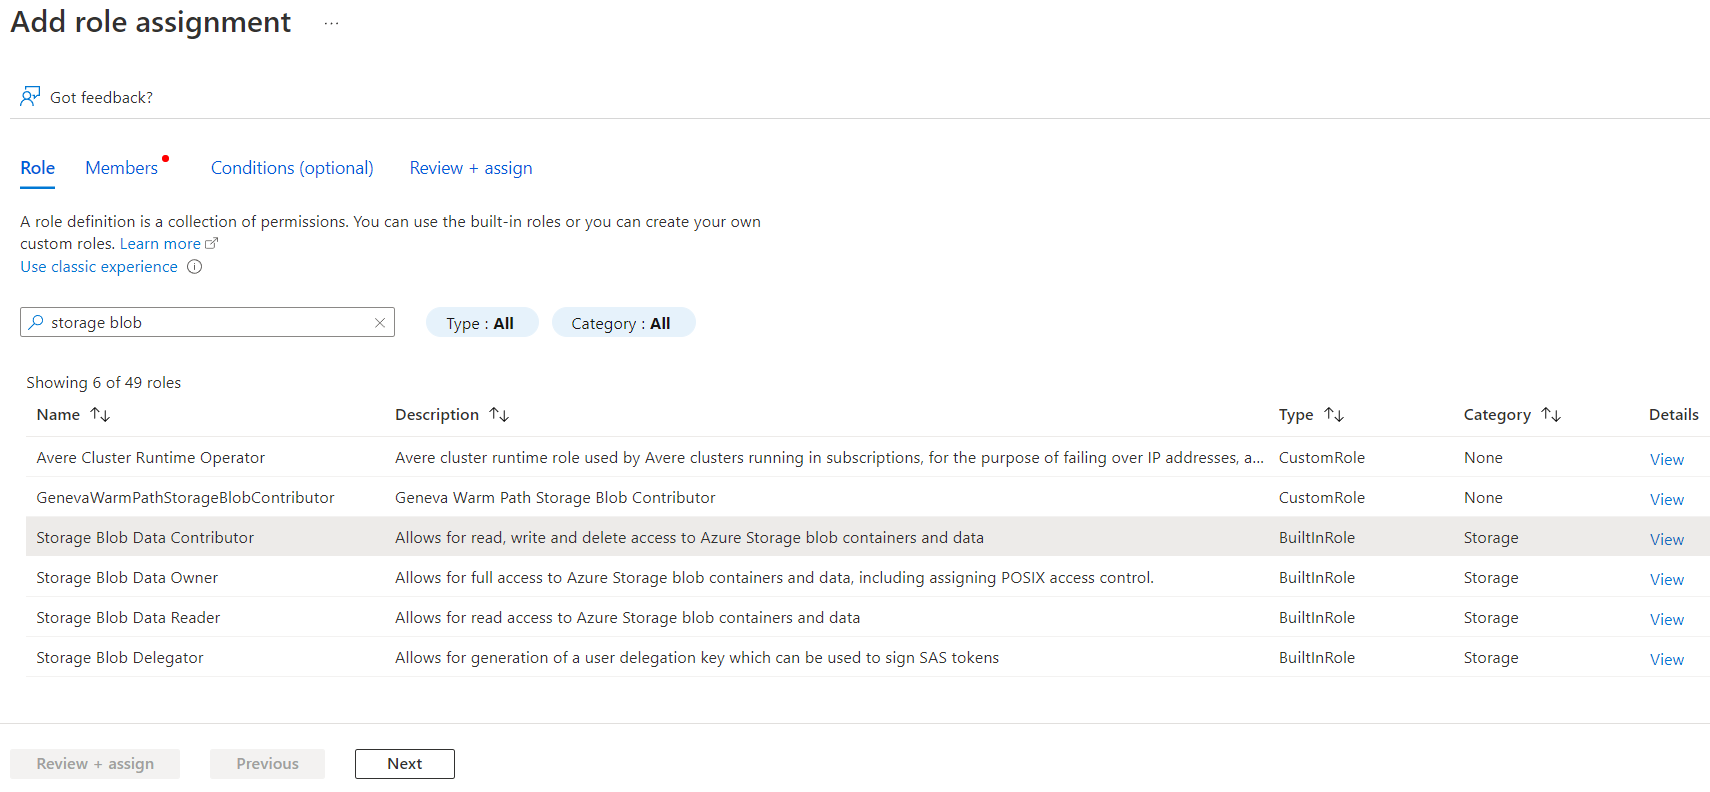 Add role assignment ...
Got feedback?
Role Members Conditions (optional) Review + assign
A role definition is a collection of permissions. You can use the built-in roles or you can create your own
custom roles. Learn more
Use classic experience
storage blob Type : All Category : All
Showing 6 of 49 roles
Name Description Type Category Details
Avere Cluster Runtime Operator Avere cluster runtime role used by Avere clusters running in subscriptions, for the purpose of failing over IP addresses, a... CustomRole None View
GenevaWarmPathStorageBlobContributor Geneva Warm Path Storage Blob Contributor CustomRole None View
Storage Blob Data Contributor Allows for read, write and delete access to Azure Storage blob containers and data BuiltInRole Storage View
Storage Blob Data Owner Allows for full access to Azure Storage blob containers and data, including assigning POSIX access control. BuiltInRole Storage View
Storage Blob Data Reader Allows for read access to Azure Storage blob containers and data BuiltInRole Storage View
Storage Blob Delegator Allows for generation of a user delegation key which can be used to sign SAS tokens BuiltInRole Storage View
Review + assign Previous Next